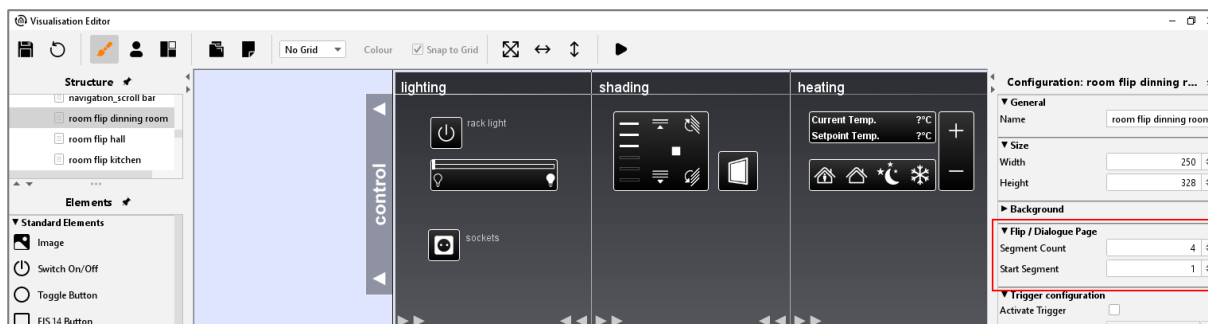 Visualisation Editor
No Grid
Colour
Snap to Grid
Structure
navigation_scroll bar
room flip dinning room
room flip hall
room flip kitchen
Elements
Standard Elements
Image
Switch On/Off
Toggle Button
FIS 14 Button
control
lighting
rack light
sockets
shading
heating
Current Temp. ?°C
Setpoint Temp. ?°C
Configuration: room flip dinning r...
General
Name room flip dinning room
Size
Width 250
Height 328
Background
Flip / Dialogue Page
Segment Count 4
Start Segment 1
Trigger configuration
Activate Trigger